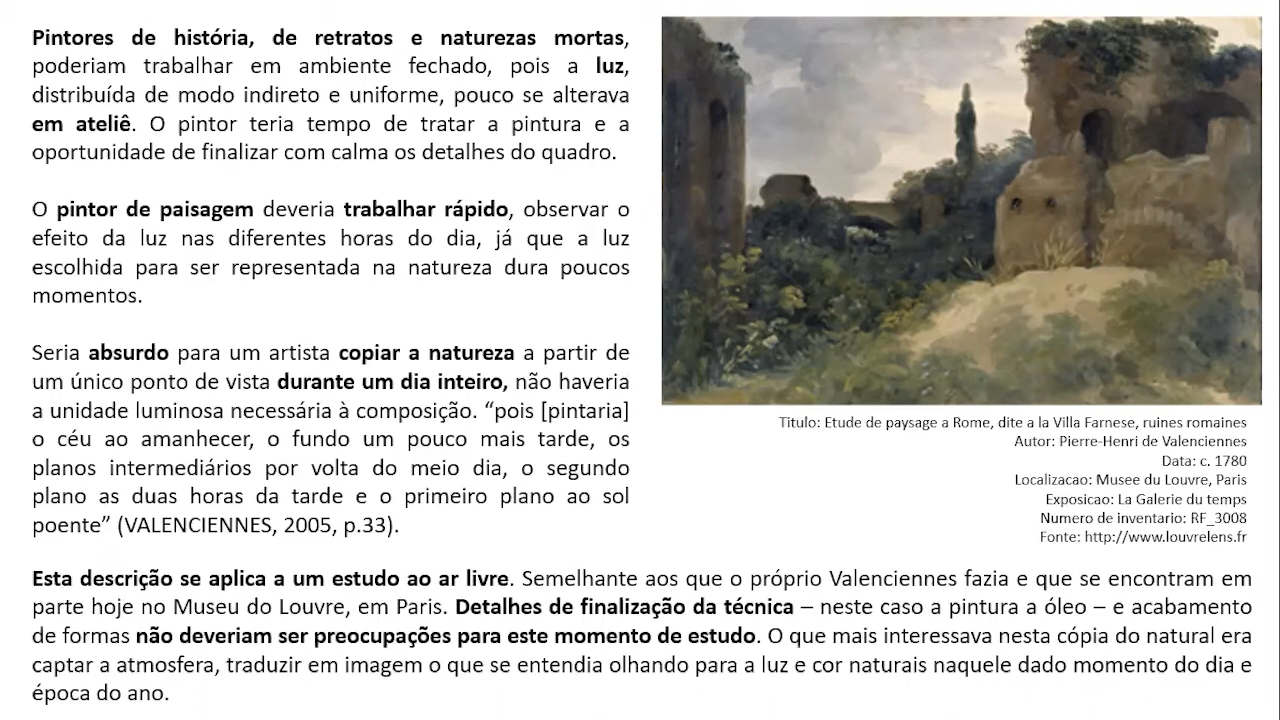 Pintores de história, de retratos e naturezas mortas,
poderiam trabalhar em ambiente fechado, pois a luz,
distribuída de modo indireto e uniforme, pouco se alterava
em ateliê. O pintor teria tempo de tratar a pintura e a
oportunidade de finalizar com calma os detalhes do quadro.
O pintor de paisagem deveria trabalhar rápido, observar o
efeito da luz nas diferentes horas do dia, já que a luz
escolhida para ser representada na natureza dura poucos
momentos.
Seria absurdo para um artista copiar a natureza a partir de
um único ponto de vista durante um dia inteiro, não haveria
a unidade luminosa necessária à composição. “pois [pintaria]
o céu ao amanhecer, o fundo um pouco mais tarde, os
planos intermediários por volta do meio dia, o segundo
plano as duas horas da tarde e o primeiro plano ao sol
poente” (VALENCIENNES, 2005, p.33).
Titulo: Etude de paysage a Rome, dite a la Villa Farnese, ruines romaines
Autor: Pierre-Henri de Valenciennes
Data: c. 1780
Localizacao: Musee du Louvre, Paris
Exposicao: La Galerie du temps
Numero de inventario: RF_3008
Fonte: http://www.louvrelens.fr
Esta descrição se aplica a um estudo ao ar livre. Semelhante aos que o próprio Valenciennes fazia e que se encontram em
parte hoje no Museu do Louvre, em Paris. Detalhes de finalização da técnica – neste caso a pintura a óleo – e acabamento
de formas não deveriam ser preocupações para este momento de estudo. O que mais interessava nesta cópia do natural era
captar a atmosfera, traduzir em imagem o que se entendia olhando para a luz e cor naturais naquele dado momento do dia e
época do ano.